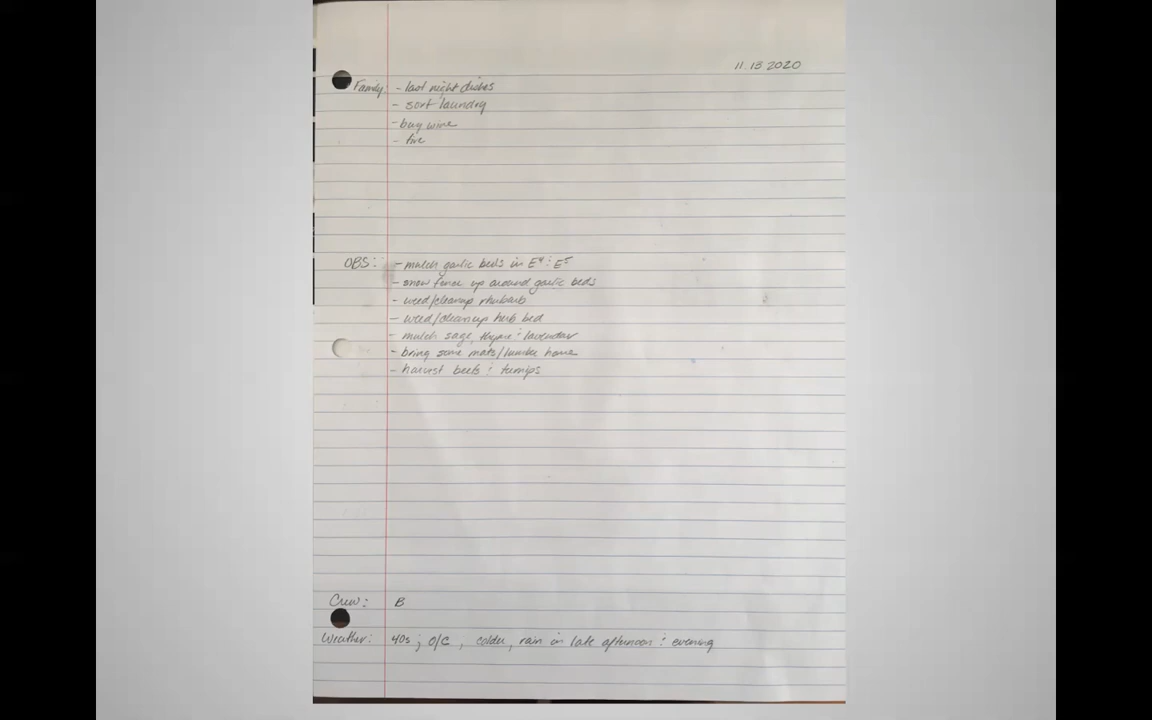 11.13.2020
Family: - last night dishes
- sort laundry
- buy wine
- fire
OBS: - mulch garlic beds in E4 : E5
- snow fence up around garlic beds
- weed/cleanup rhubarb
- weed/cleanup herb bed
- mulch sage, thyme : lavender
- bring some mats/lumber home
- harvest beets : turnips
Crew: B
Weather: 40s; O/C, colder, rain in late afternoon : evening